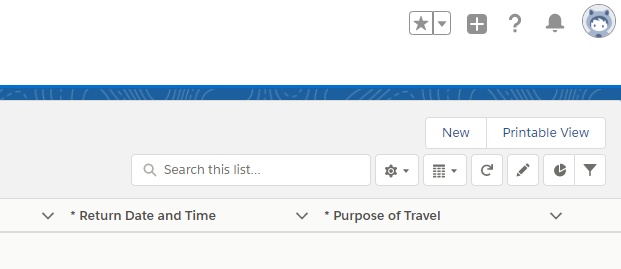 New Printable View
Search this list...
* Return Date and Time * Purpose of Travel